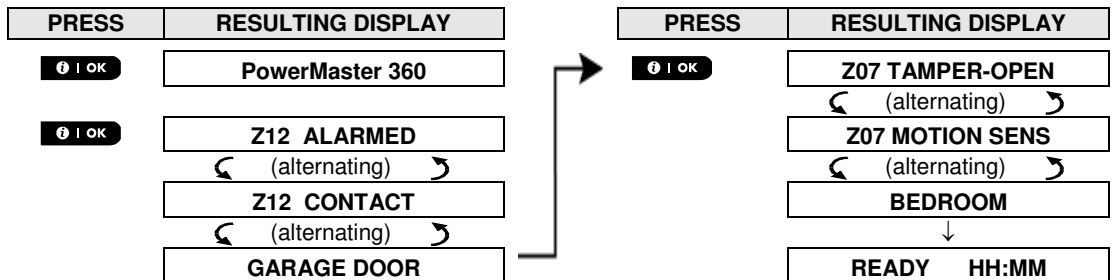 PRESS RESULTING DISPLAY
i | OK PowerMaster 360
i | OK Z12 ALARMED
(alternating)
Z12 CONTACT
(alternating)
GARAGE DOOR
PRESS RESULTING DISPLAY
i | OK Z07 TAMPER-OPEN
(alternating)
Z07 MOTION SENS
(alternating)
BEDROOM
↓
READY HH:MM